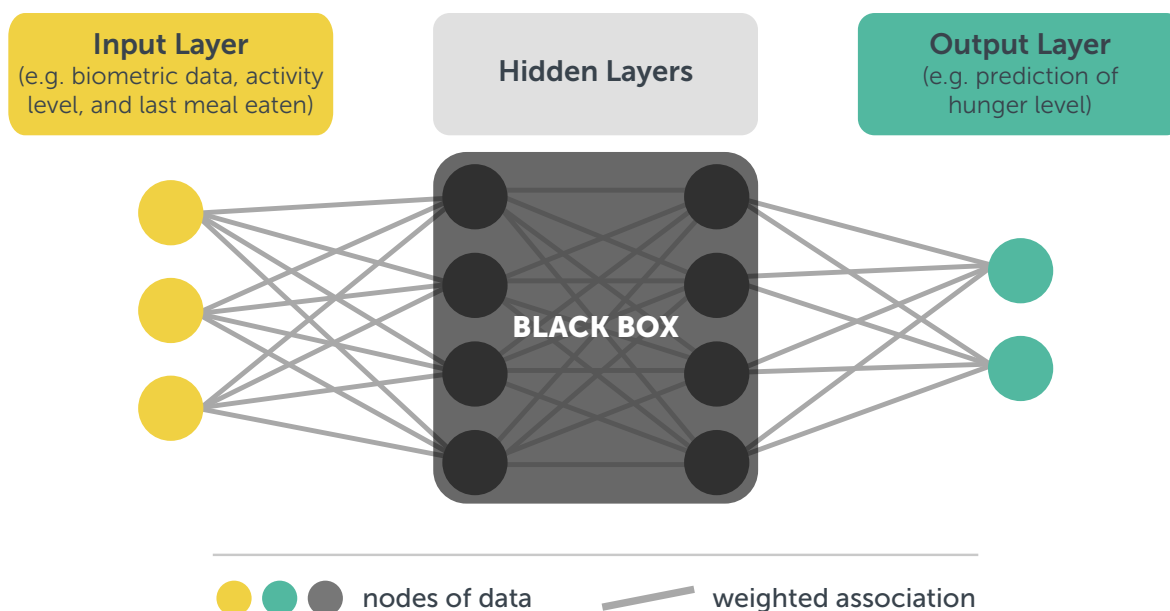 Input Layer
(e.g. biometric data, activity
level, and last meal eaten)
Hidden Layers
Output Layer
(e.g. prediction of
hunger level)
BLACK BOX
nodes of data
weighted association